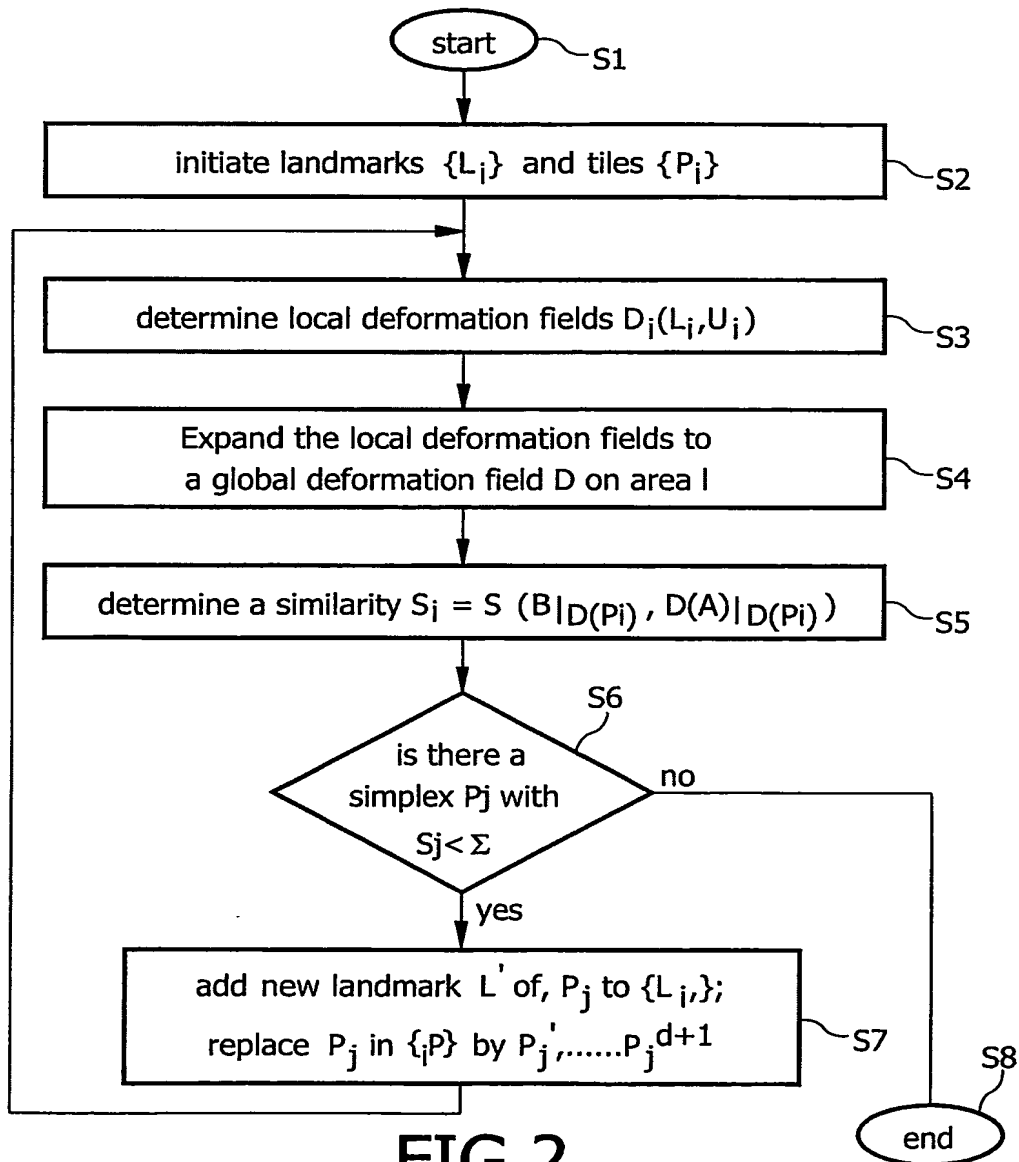 start
S1
initiate landmarks {Li} and tiles {Pi}
S2
determine local deformation fields Di(Li,Ui)
S3
Expand the local deformation fields to
a global deformation field D on area I
S4
determine a similarity Si = S (B|D(Pi) , D(A)|D(Pi) )
S5
S6
is there a
simplex Pj with
Sj< Σ
no
yes
add new landmark L' of, Pj to {Li,};
replace Pj in {iP} by Pj',......Pj^d+1
S7
S8
end
FIG.2